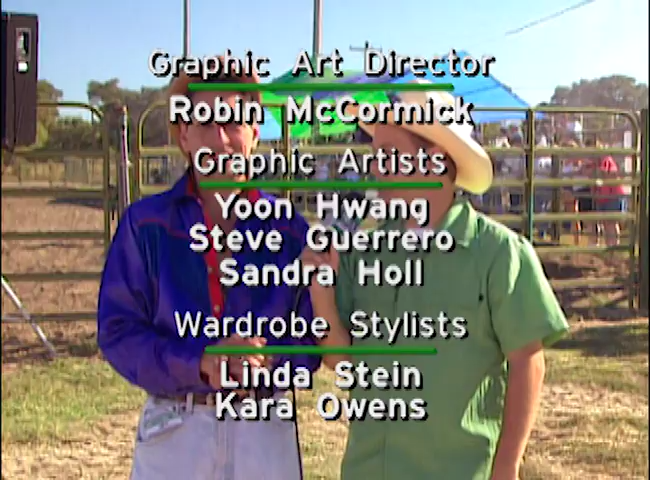 Graphic Art Director
Robin McCormick
Graphic Artists
Yoon Hwang
Steve Guerrero
Sandra Holl
Wardrobe Stylists
Linda Stein
Kara Owens